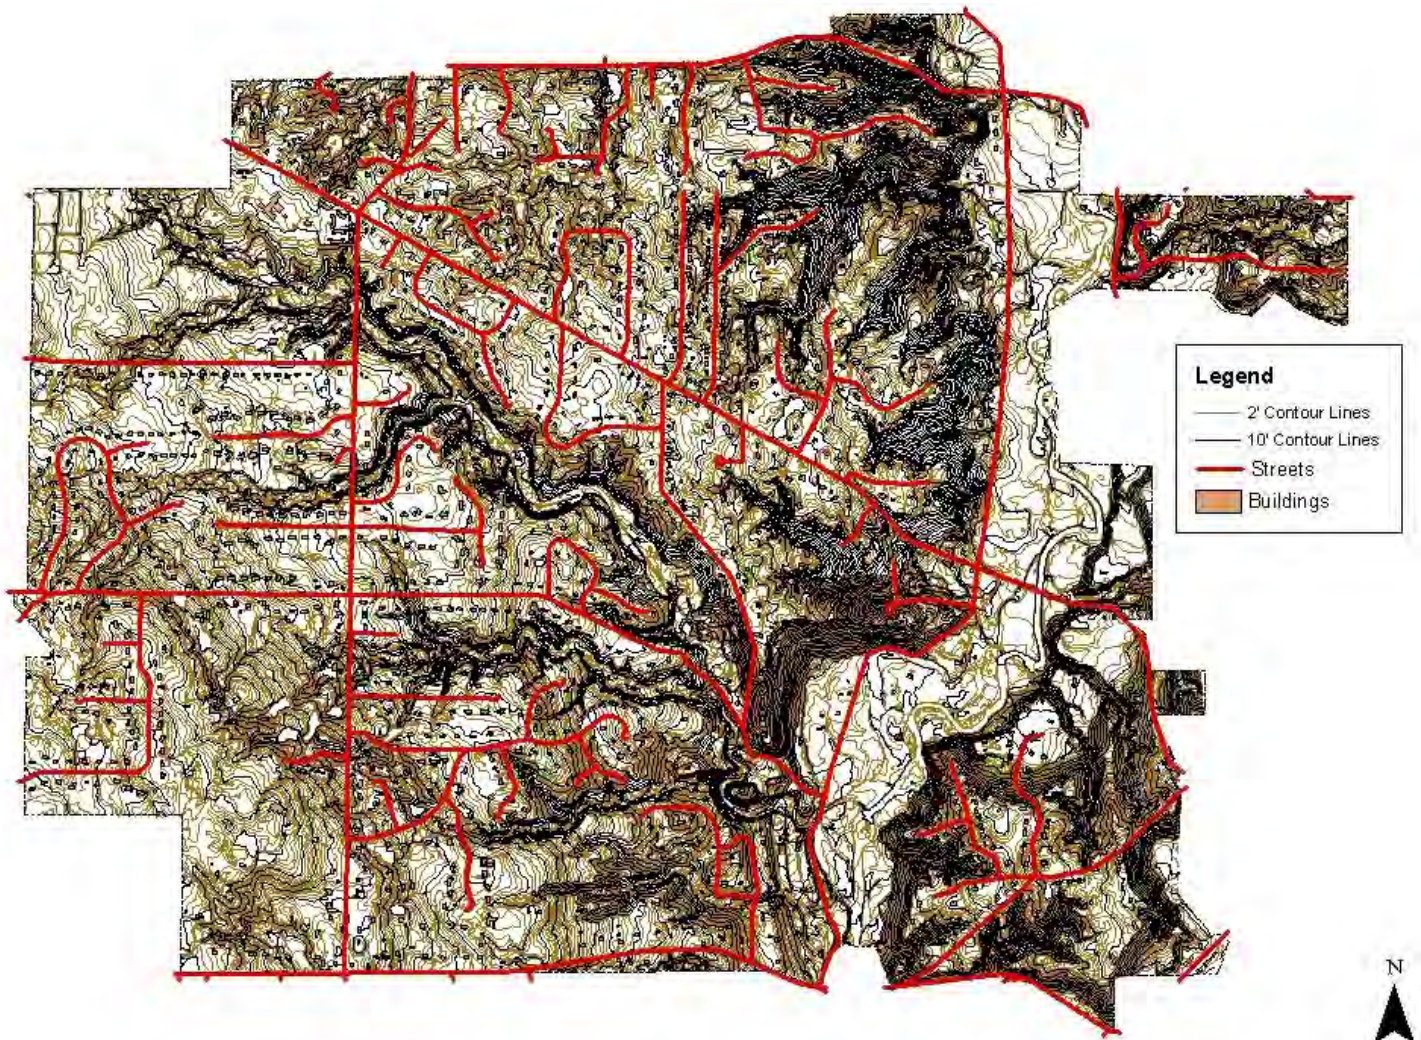 Legend
2' Contour Lines
10' Contour Lines
Streets
Buildings
N